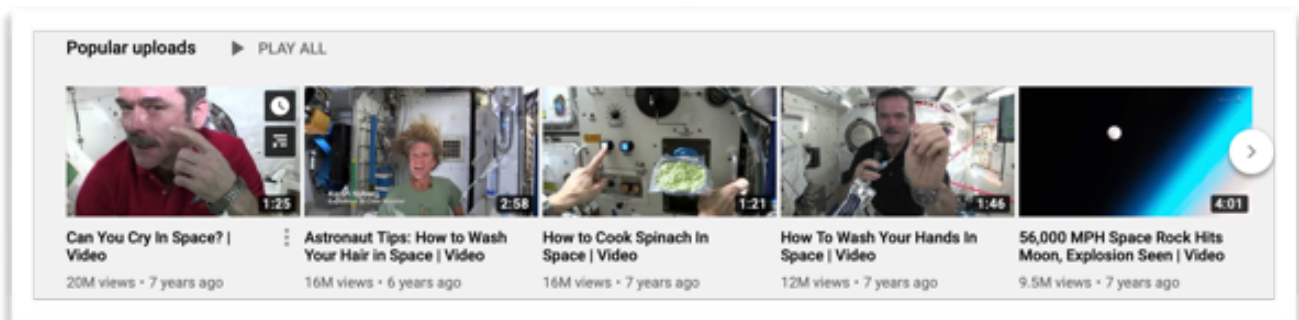 Popular uploads PLAY ALL
1:25
2:58
1:21
1:46
4:01
Can You Cry In Space? |
Video
20M views • 7 years ago
Astronaut Tips: How to Wash
Your Hair in Space | Video
16M views • 6 years ago
How to Cook Spinach In
Space | Video
16M views • 7 years ago
How To Wash Your Hands In
Space | Video
12M views • 7 years ago
56,000 MPH Space Rock Hits
Moon, Explosion Seen | Video
9.5M views • 7 years ago